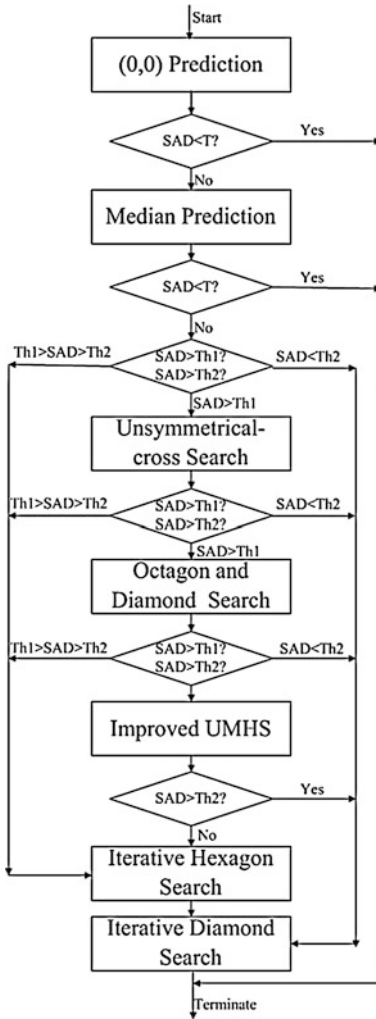 Start
(0,0) Prediction
SAD<T?
Yes
No
Median Prediction
SAD<T?
Yes
No
Th1>SAD>Th2
SAD>Th1?
SAD>Th2?
SAD<Th2
SAD>Th1
Unsymmetrical-
cross Search
Th1>SAD>Th2
SAD>Th1?
SAD>Th2?
SAD<Th2
SAD>Th1
Octagon and
Diamond Search
Th1>SAD>Th2
SAD>Th1?
SAD>Th2?
SAD<Th2
Improved UMHS
SAD>Th2?
Yes
No
Iterative Hexagon
Search
Iterative Diamond
Search
Terminate